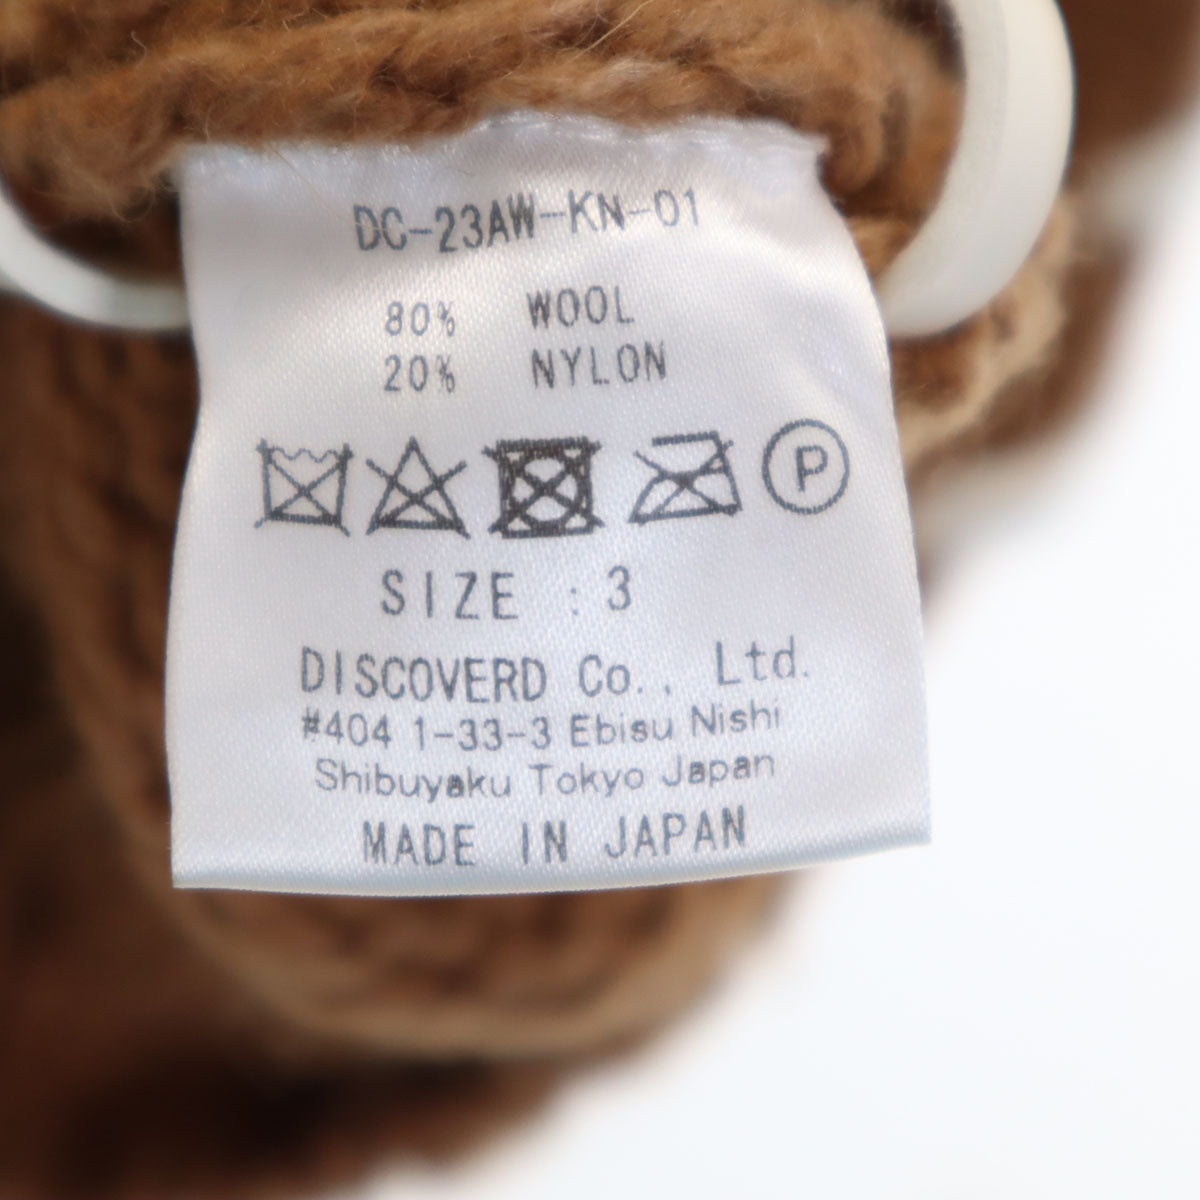 DC-23AW-KN-01
80% WOOL
20% NYLON
P
SIZE : 3
DISCOVERD Co., Ltd.
#404 1-33-3 Ebisu Nishi
Shibuyaku Tokyo Japan
MADE IN JAPAN